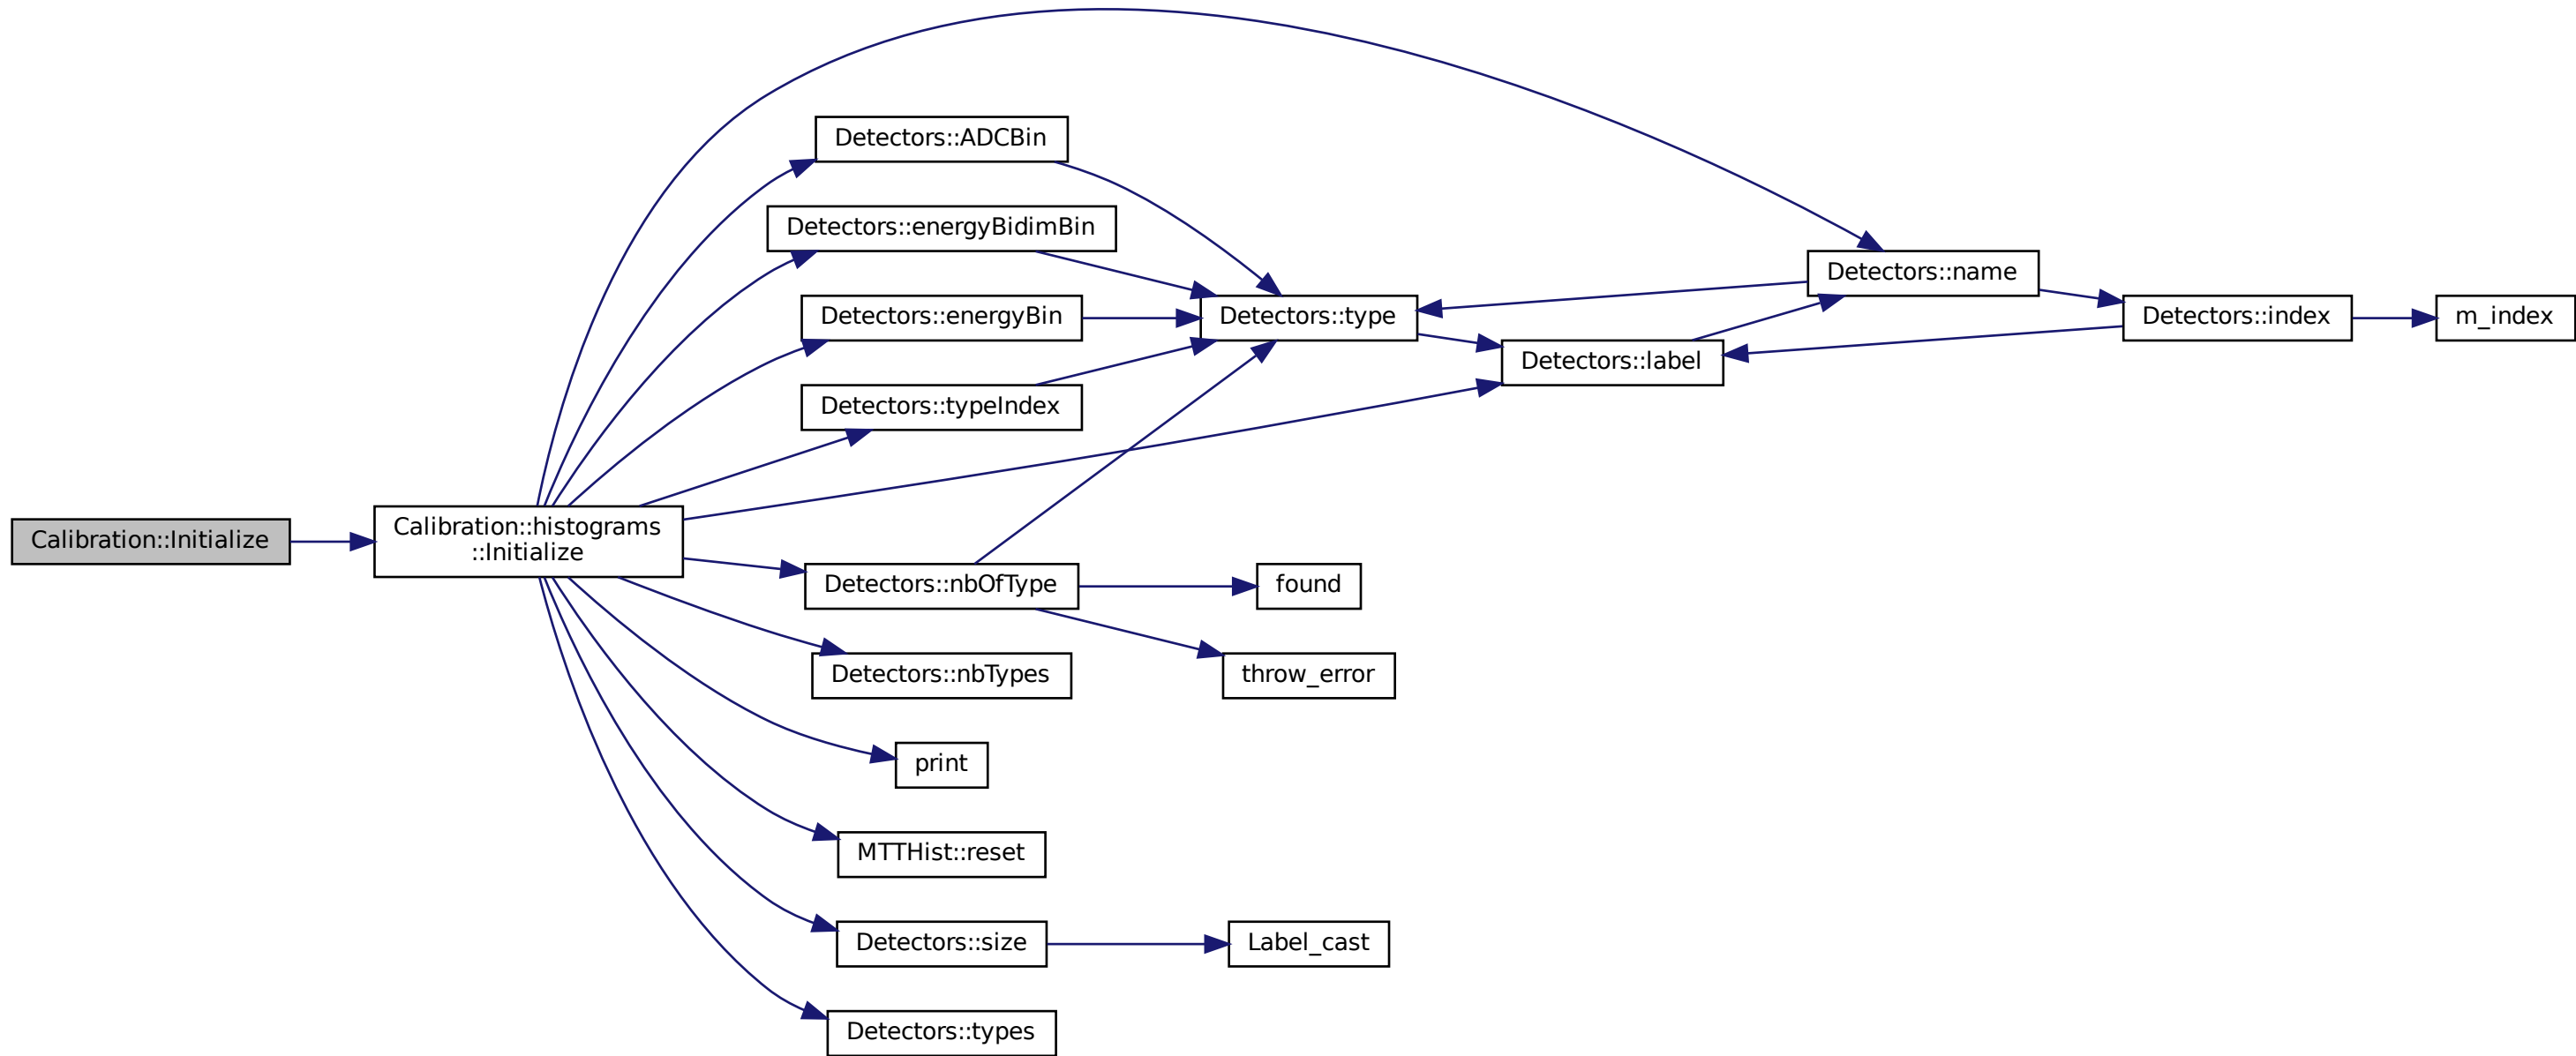 Calibration::Initialize
Calibration::histograms
::Initialize
Detectors::ADCBin
Detectors::energyBidimBin
Detectors::energyBin
Detectors::typeIndex
Detectors::nbOfType
Detectors::nbTypes
print
MTTHist::reset
Detectors::size
Detectors::types
Detectors::type
found
throw_error
Label_cast
Detectors::label
Detectors::name
Detectors::index
m_index